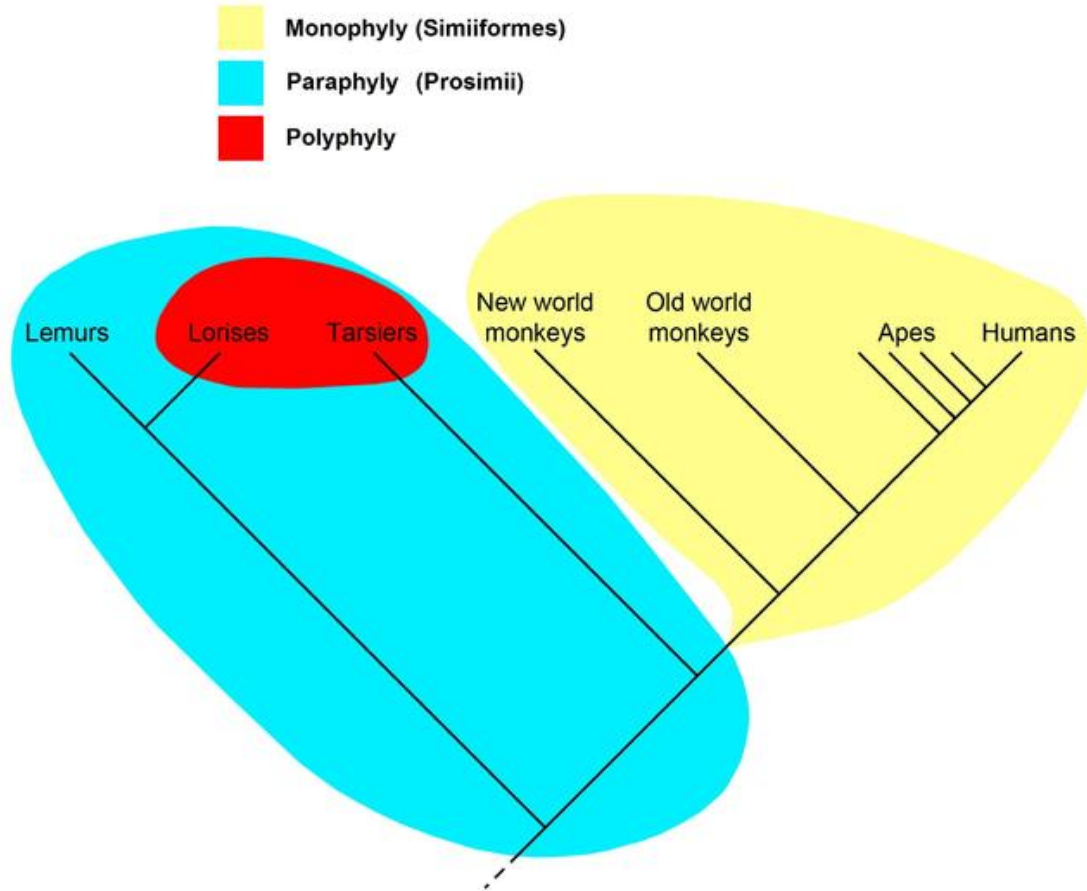 Monophyly (Simiiformes)
Paraphyly (Prosimii)
Polyphyly
Lemurs
Lorises
Tarsiers
New world
monkeys
Old world
monkeys
Apes
Humans